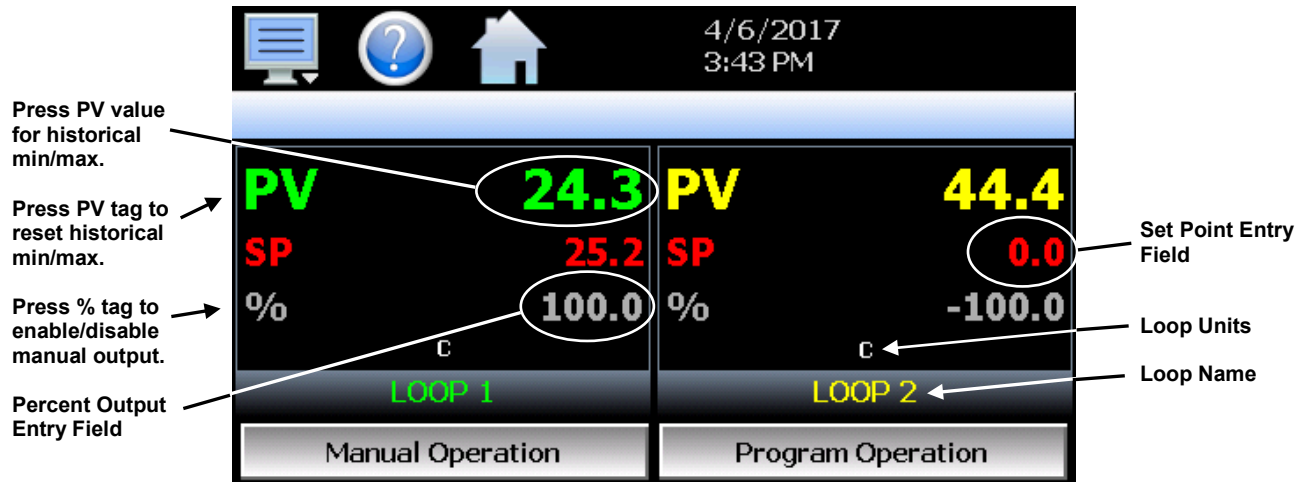 4/6/2017
3:43 PM
Press PV value
for historical
min/max.
Press PV tag to
reset historical
min/max.
Press % tag to
enable/disable
manual output.
Percent Output
Entry Field
?
PV 24.3
SP 25.2
% 100.0
C
LOOP 1
Manual Operation
PV 44.4
SP 0.0
% -100.0
C
LOOP 2
Program Operation
Set Point Entry
Field
Loop Units
Loop Name